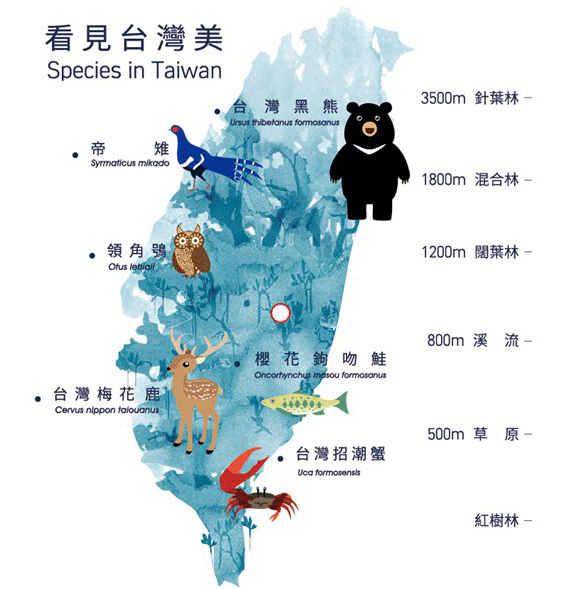 看見台灣美
Species in Taiwan
台灣黑熊
Ursus thibetanus formosanus
3500m 針葉林
帝雉
Syrmaticus mikado
1800m 混合林
領角鴞
Otus lettiali
1200m 闊葉林
800m 溪流
櫻花鉤吻鮭
Oncorhynchus masou formosanus
台灣梅花鹿
Cervus nippon taiouanus
500m 草原
台灣招潮蟹
Uca formosensis
紅樹林